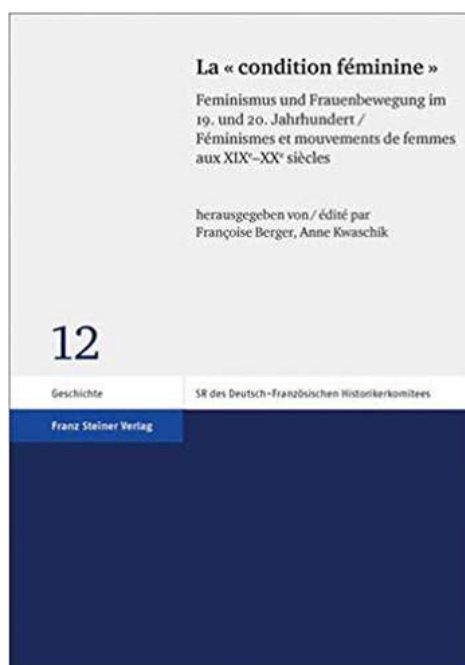 La « condition féminine »
Feminismus und Frauenbewegung im
19. und 20. Jahrhundert /
Féminismes et mouvements de femmes
aux XIXᵉ–XXᵉ siècles
herausgegeben von / édité par
Françoise Berger, Anne Kwaschik
12
Geschichte
SR des Deutsch-Französischen Historikerkomitees
Franz Steiner Verlag